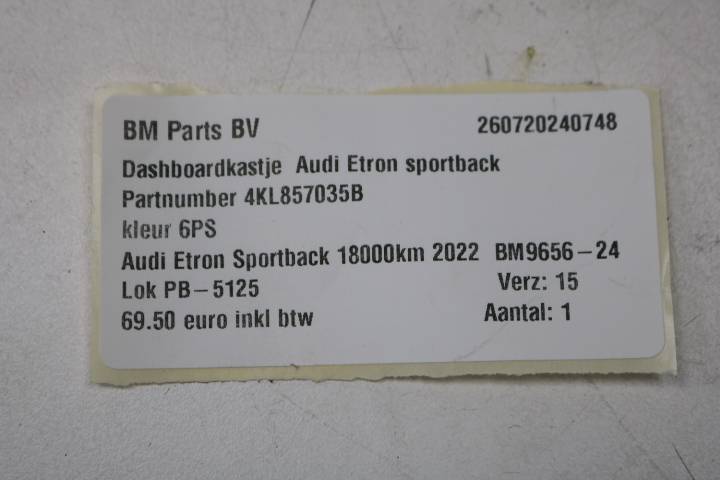 BM Parts BV 260720240748
Dashboardkastje Audi Etron sportback
Partnumber 4KL857035B
kleur 6PS
Audi Etron Sportback 18000km 2022 BM9656-24
Lok PB-5125 Verz: 15
69.50 euro inkl btw Aantal: 1